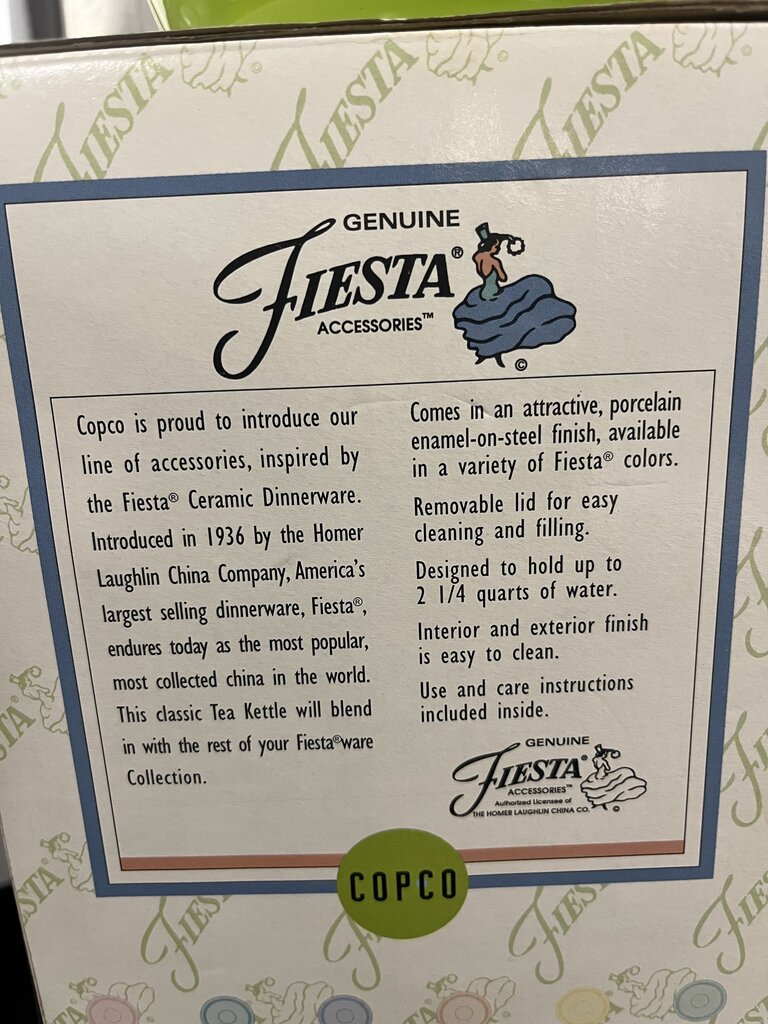 FIESTA FIESTA FIESTA
GENUINE
FIESTA®
ACCESSORIES™
©
Copco is proud to introduce our
line of accessories, inspired by
the Fiesta® Ceramic Dinnerware.
Introduced in 1936 by the Homer
Laughlin China Company, America's
largest selling dinnerware, Fiesta®,
endures today as the most popular,
most collected china in the world.
This classic Tea Kettle will blend
in with the rest of your Fiesta®ware
Collection.
Comes in an attractive, porcelain
enamel-on-steel finish, available
in a variety of Fiesta® colors.
Removable lid for easy
cleaning and filling.
Designed to hold up to
2 1/4 quarts of water.
Interior and exterior finish
is easy to clean.
Use and care instructions
included inside.
GENUINE
FIESTA®
ACCESSORIES™
Authorized Licensee of
THE HOMER LAUGHLIN CHINA CO.
©
COPCO